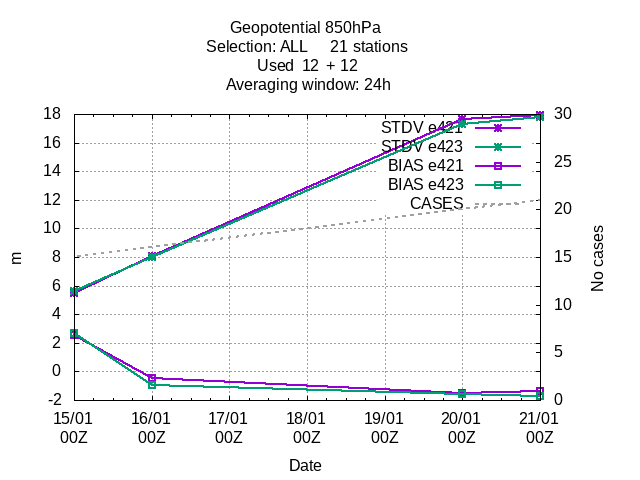 Geopotential 850hPa
Selection: ALL 21 stations
Used 12 + 12
Averaging window: 24h
18
16
14
12
10
8
6
4
2
0
-2
m
STDV e421
STDV e423
BIAS e421
BIAS e423
CASES
30
25
20
15
10
5
0
No cases
15/01 16/01 17/01 18/01 19/01 20/01 21/01
00Z 00Z 00Z 00Z 00Z 00Z 00Z
Date